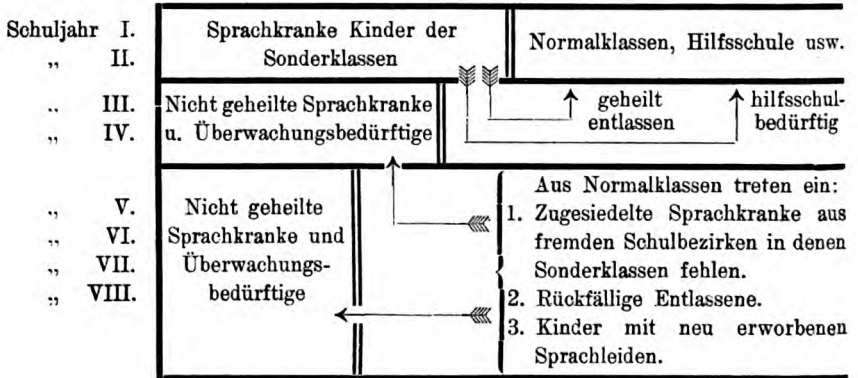 Schuljahr I.
„ II.
„ III.
„ IV.
„ V.
„ VI.
„ VII.
„ VIII.
Sprachkranke Kinder der
Sonderklassen
Normalklassen, Hilfsschule usw.
Nicht geheilte Sprachkranke
u. Überwachungsbedürftige
geheilt
entlassen
hilfsschul-
bedürftig
Nicht geheilte
Sprachkranke und
Überwachungs-
bedürftige
Aus Normalklassen treten ein:
1. Zugesiedelte Sprachkranke aus
fremden Schulbezirken in denen
Sonderklassen fehlen.
2. Rückfällige Entlassene.
3. Kinder mit neu erworbenen
Sprachleiden.